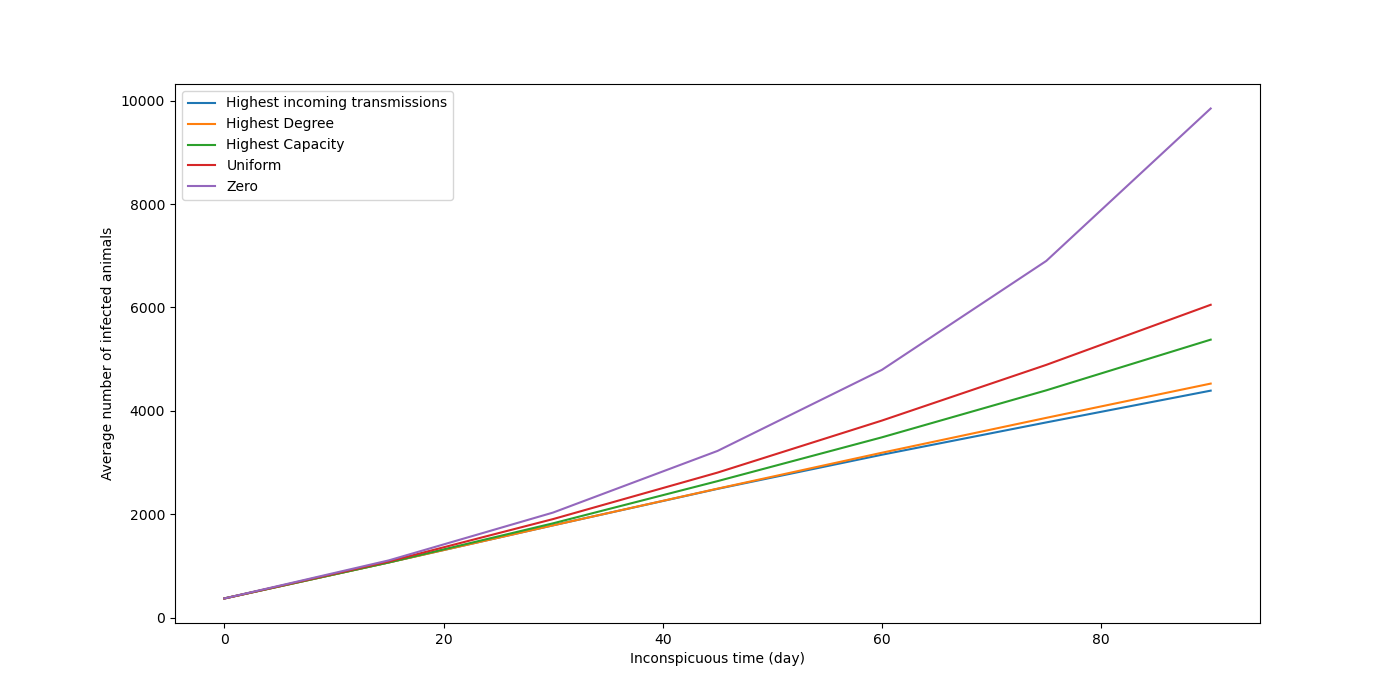 Highest incoming transmissions
Highest Degree
Highest Capacity
Uniform
Zero
10000
8000
6000
4000
2000
0
Average number of infected animals
0 20 40 60 80
Inconspicuous time (day)